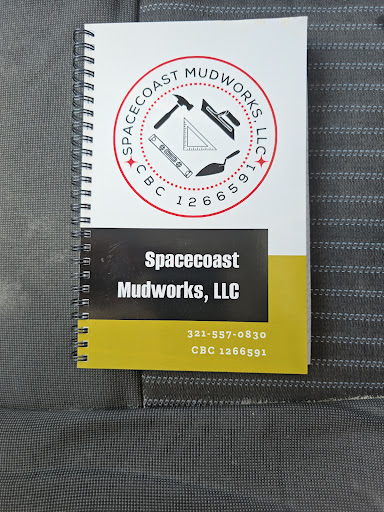 SPACECOAST MUDWORKS, LLC
CBC 1266591
Spacecoast
Mudworks, LLC
321-557-0830
CBC 1266591